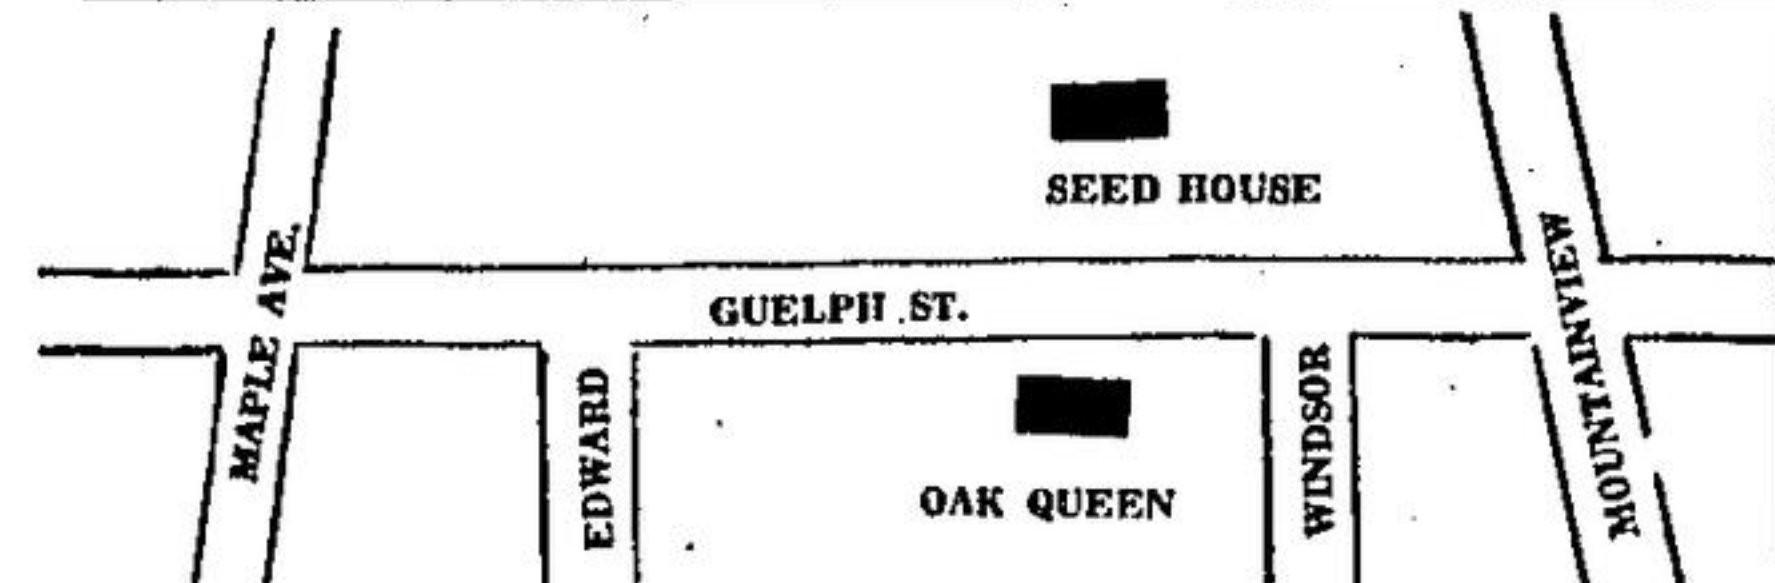 SEED HOUSE
MAPLE AVE.
GUELPH ST.
MOUNTAINVIEW
EDWARD
WINDSOR
OAK QUEEN